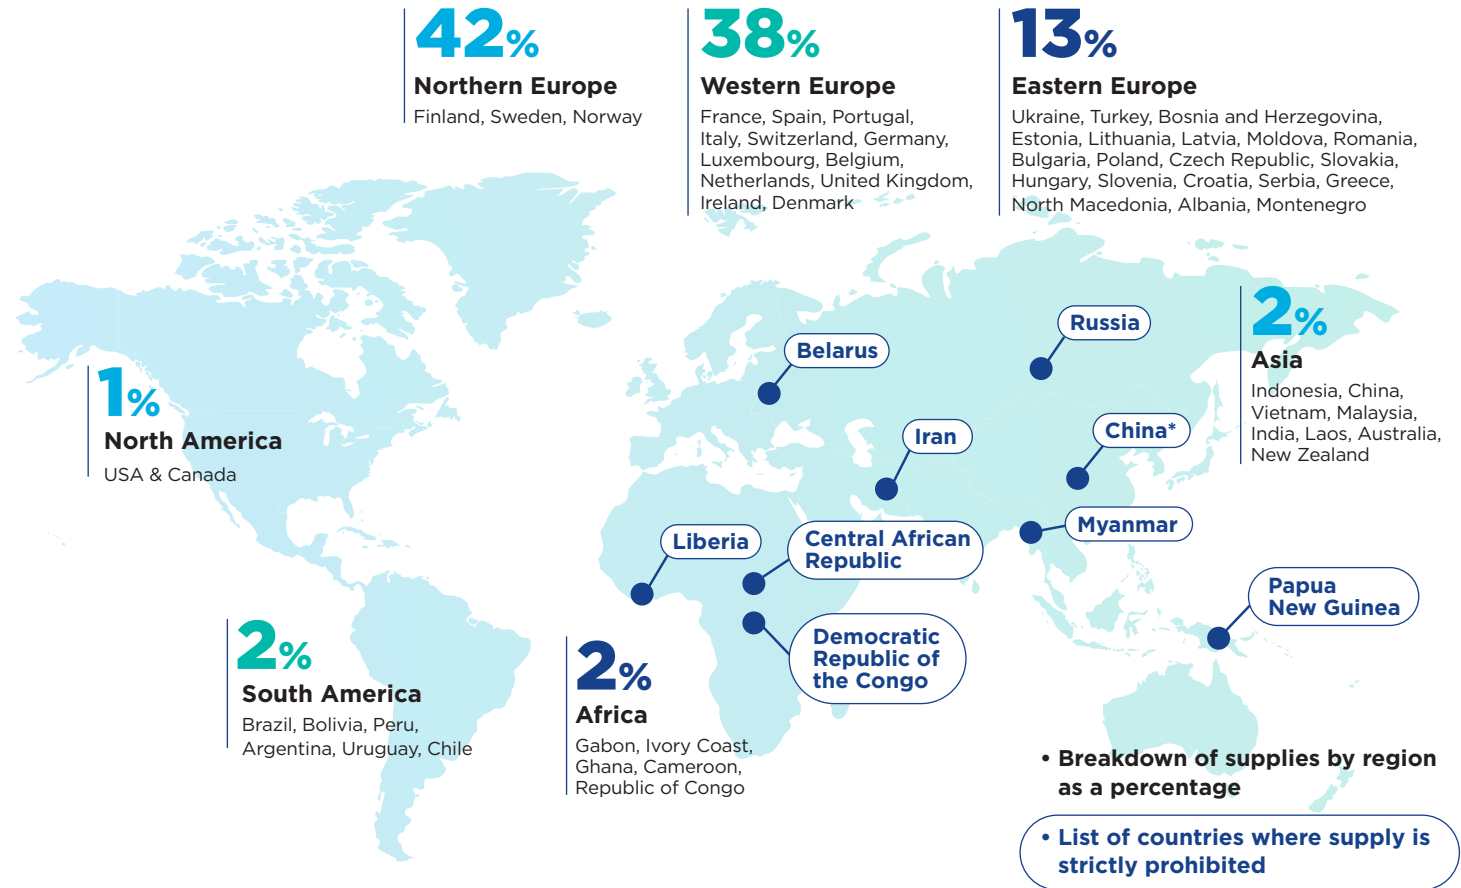 42%
Northern Europe
Finland, Sweden, Norway
38%
Western Europe
France, Spain, Portugal,
Italy, Switzerland, Germany,
Luxembourg, Belgium,
Netherlands, United Kingdom,
Ireland, Denmark
13%
Eastern Europe
Ukraine, Turkey, Bosnia and Herzegovina,
Estonia, Lithuania, Latvia, Moldova, Romania,
Bulgaria, Poland, Czech Republic, Slovakia,
Hungary, Slovenia, Croatia, Serbia, Greece,
North Macedonia, Albania, Montenegro
2%
Asia
Indonesia, China,
Vietnam, Malaysia,
India, Laos, Australia,
New Zealand
1%
North America
USA & Canada
Russia
Belarus
Iran
China*
Myanmar
Liberia
Central African
Republic
Democratic
Republic of
the Congo
Papua
New Guinea
2%
South America
Brazil, Bolivia, Peru,
Argentina, Uruguay, Chile
2%
Africa
Gabon, Ivory Coast,
Ghana, Cameroon,
Republic of Congo
• Breakdown of supplies by region
as a percentage
• List of countries where supply is
strictly prohibited